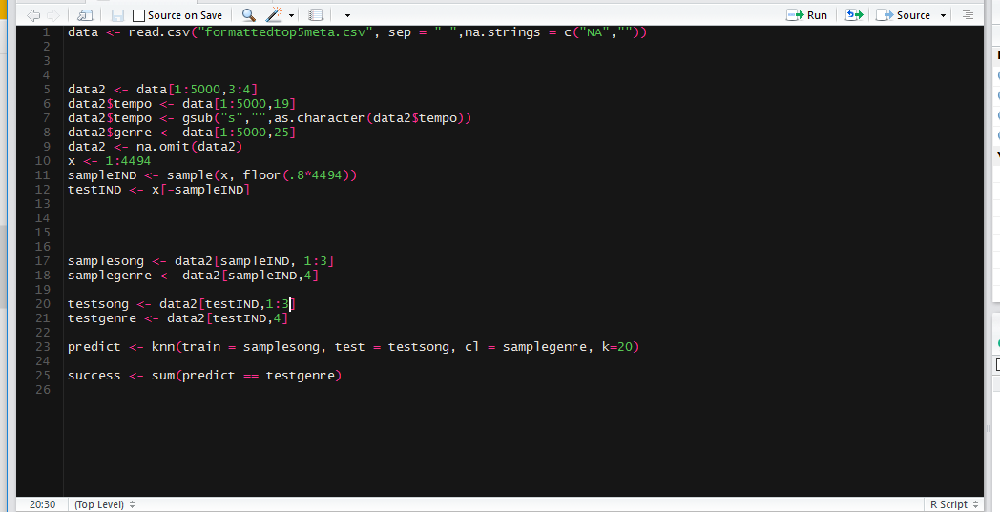 Source on Save
Run
Source
1 data <- read.csv("formattedtop5meta.csv", sep = " ",na.strings = c("NA",""))
2
3
4
5 data2 <- data[1:5000,3:4]
6 data2$tempo <- data[1:5000,19]
7 data2$tempo <- gsub("s","",as.character(data2$tempo))
8 data2$genre <- data[1:5000,25]
9 data2 <- na.omit(data2)
10 x <- 1:4494
11 sampleIND <- sample(x, floor(.8*4494))
12 testIND <- x[-sampleIND]
13
14
15
16
17 samplesong <- data2[sampleIND, 1:3]
18 samplegenre <- data2[sampleIND,4]
19
20 testsong <- data2[testIND,1:3]
21 testgenre <- data2[testIND,4]
22
23 predict <- knn(train = samplesong, test = testsong, cl = samplegenre, k=20)
24
25 success <- sum(predict == testgenre)
26
20:30 (Top Level) R Script